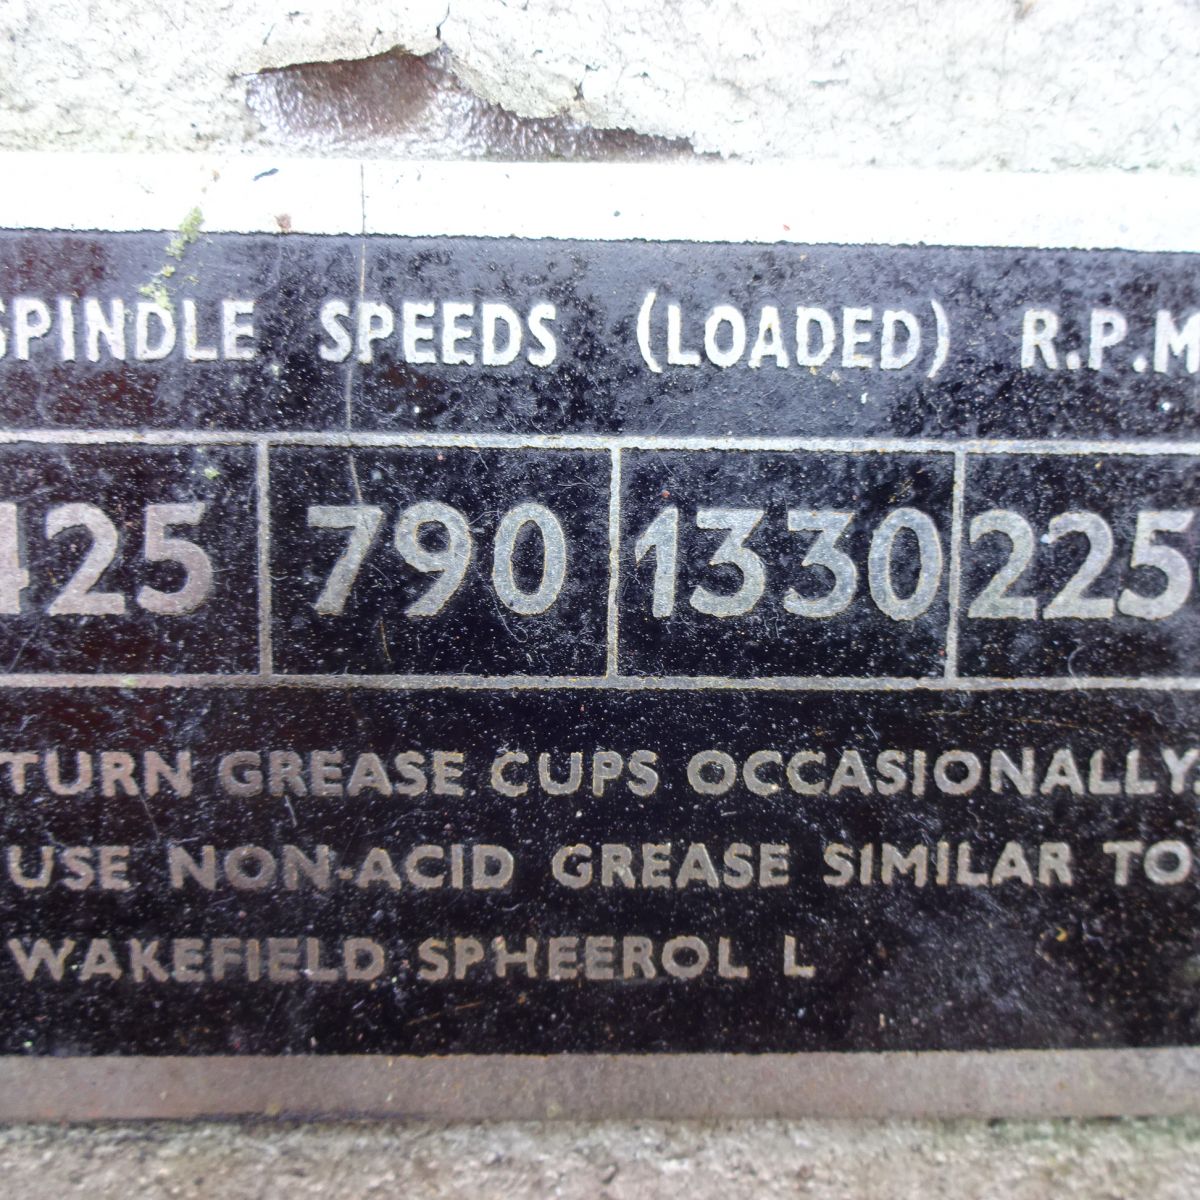 SPINDLE SPEEDS (LOADED) R.P.M
425 790 1330 225
TURN GREASE CUPS OCCASIONALLY.
USE NON-ACID GREASE SIMILAR TO
WAKEFIELD SPHEEROL L